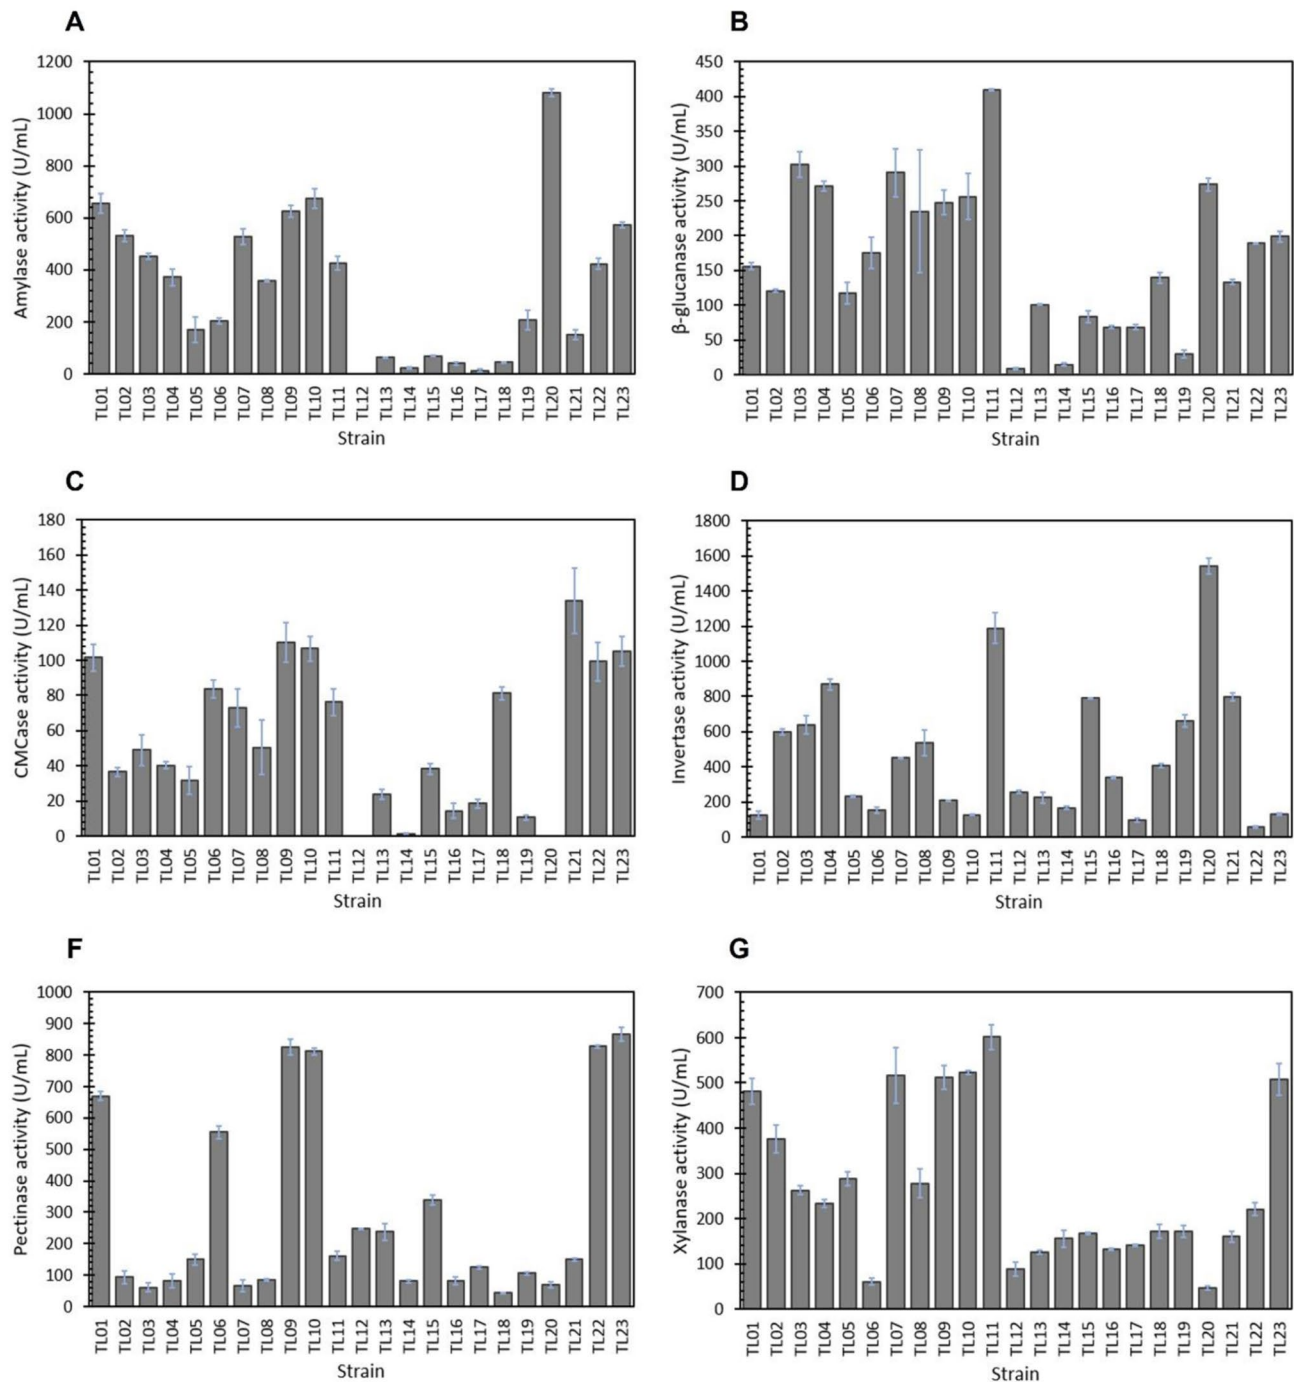 A
Amylase activity (U/mL)
1200
1000
800
600
400
200
0
TL01 TL02 TL03 TL04 TL05 TL06 TL07 TL08 TL09 TL10 TL11 TL12 TL13 TL14 TL15 TL16 TL17 TL18 TL19 TL20 TL21 TL22 TL23
Strain
B
β-glucanase activity (U/mL)
450
400
350
300
250
200
150
100
50
0
TL01 TL02 TL03 TL04 TL05 TL06 TL07 TL08 TL09 TL10 TL11 TL12 TL13 TL14 TL15 TL16 TL17 TL18 TL19 TL20 TL21 TL22 TL23
Strain
C
CMCase activity (U/mL)
180
160
140
120
100
80
60
40
20
0
TL01 TL02 TL03 TL04 TL05 TL06 TL07 TL08 TL09 TL10 TL11 TL12 TL13 TL14 TL15 TL16 TL17 TL18 TL19 TL20 TL21 TL22 TL23
Strain
D
Invertase activity (U/mL)
1800
1600
1400
1200
1000
800
600
400
200
0
TL01 TL02 TL03 TL04 TL05 TL06 TL07 TL08 TL09 TL10 TL11 TL12 TL13 TL14 TL15 TL16 TL17 TL18 TL19 TL20 TL21 TL22 TL23
Strain
F
Pectinase activity (U/mL)
1000
900
800
700
600
500
400
300
200
100
0
TL01 TL02 TL03 TL04 TL05 TL06 TL07 TL08 TL09 TL10 TL11 TL12 TL13 TL14 TL15 TL16 TL17 TL18 TL19 TL20 TL21 TL22 TL23
Strain
G
Xylanase activity (U/mL)
700
600
500
400
300
200
100
0
TL01 TL02 TL03 TL04 TL05 TL06 TL07 TL08 TL09 TL10 TL11 TL12 TL13 TL14 TL15 TL16 TL17 TL18 TL19 TL20 TL21 TL22 TL23
Strain